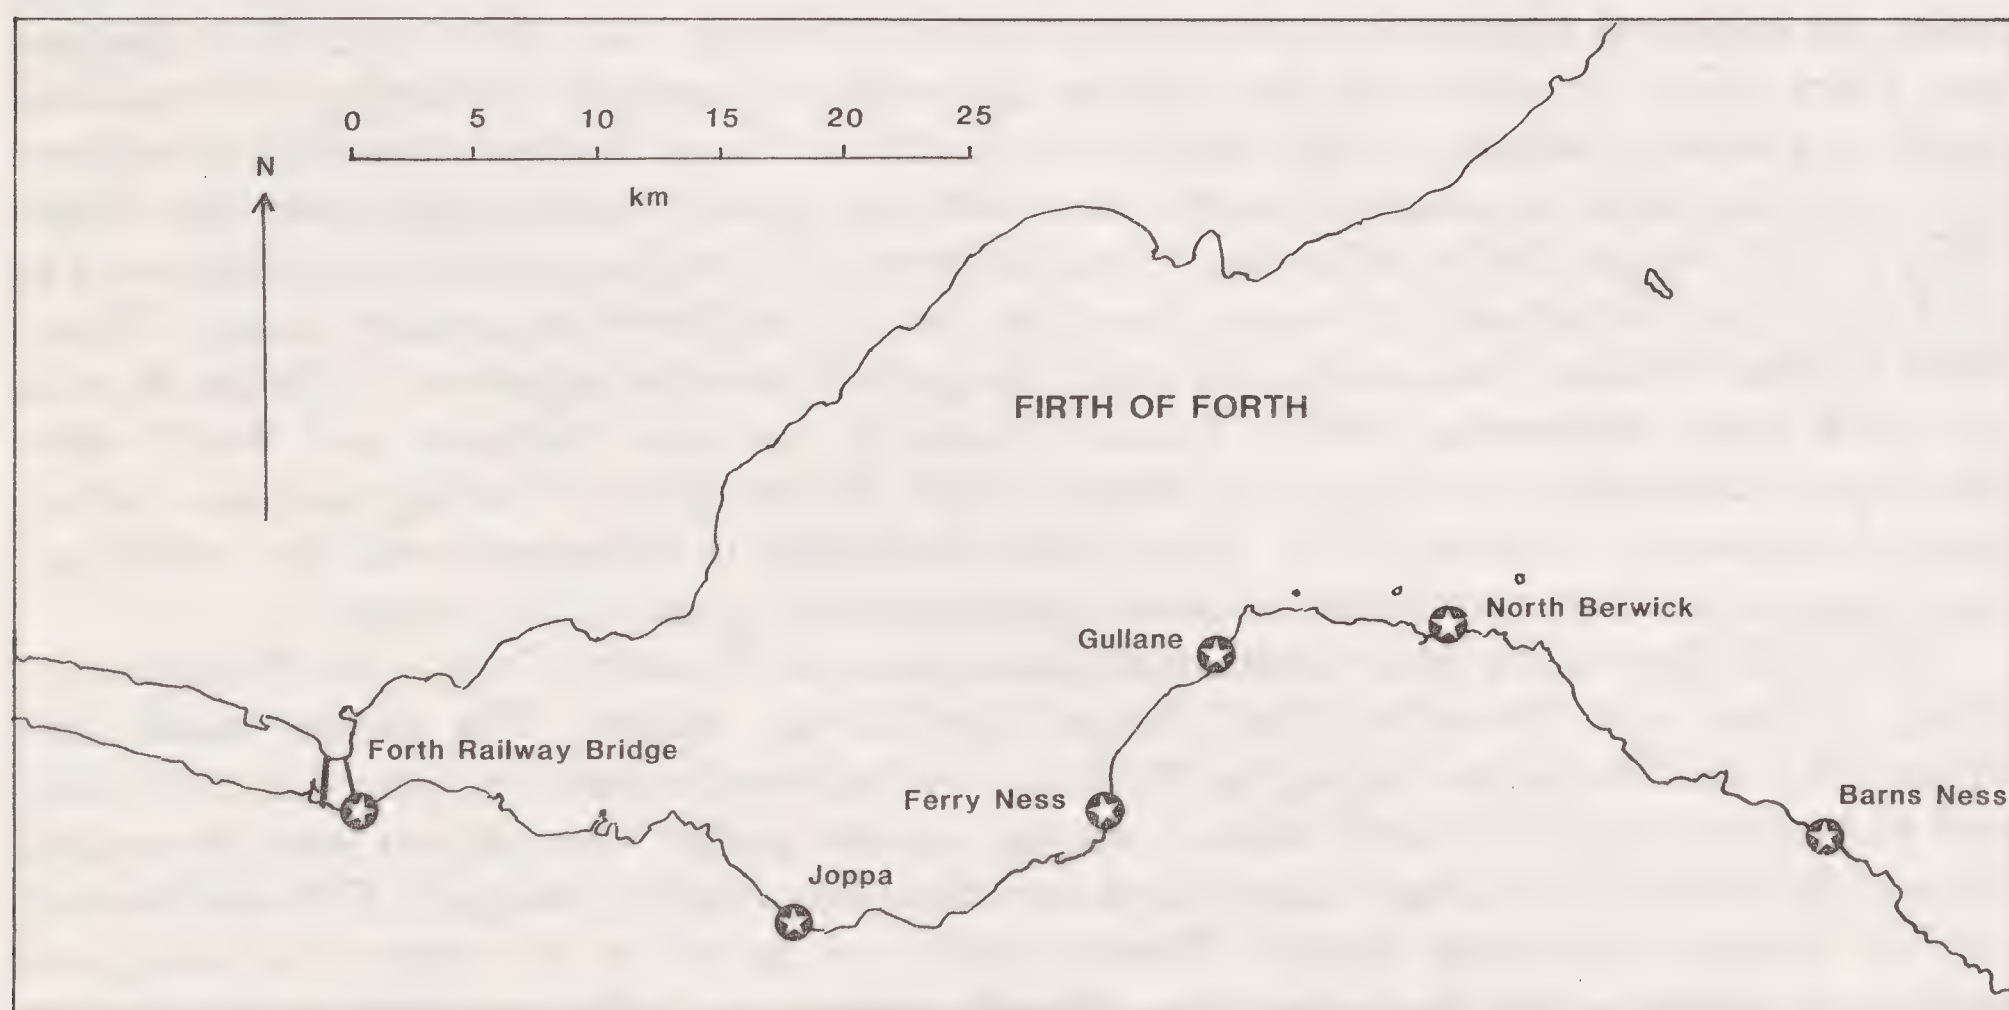 0 5 10 15 20 25
N
km
FIRTH OF FORTH
North Berwick
Gullane
Forth Railway Bridge
Ferry Ness
Barns Ness
Joppa